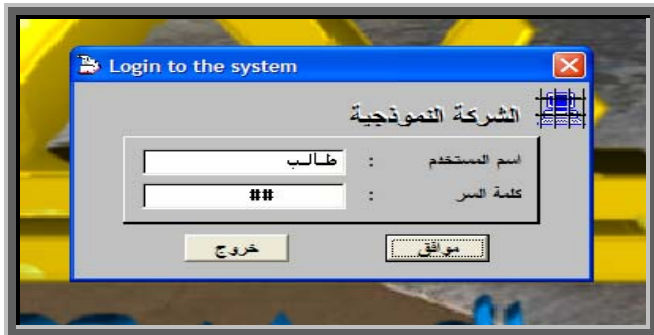 Login to the system
الشركة النموذجية
اسم المستخدم : طالب
كلمة السر : ##
موافق خروج